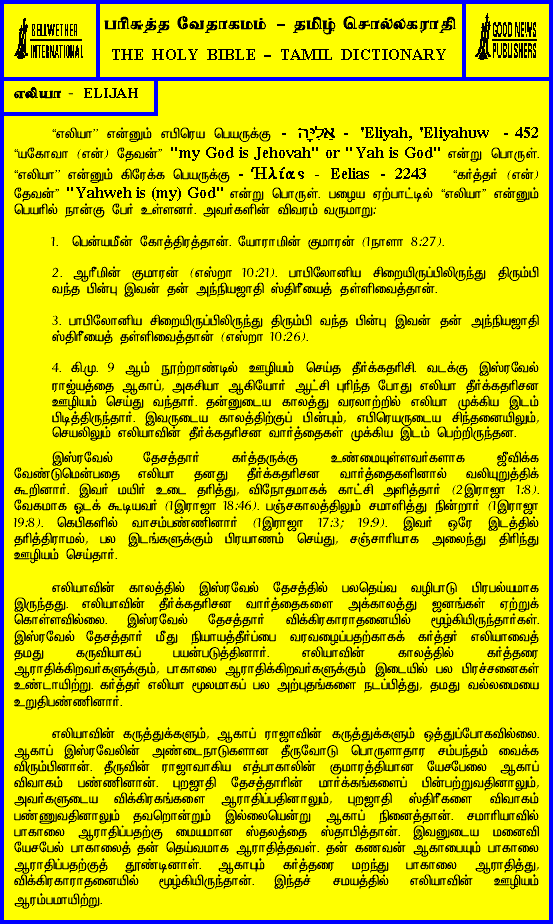 BELLWETHER
INTERNATIONAL
பரிசுத்த வேதாகமம் – தமிழ் சொல்லகராதி
THE HOLY BIBLE – TAMIL DICTIONARY
GOOD NEWS
PUBLISHERS
எலியா - ELIJAH
“எலியா” என்னும் எபிரெய பெயருக்கு - אֵלִיָּה - 'Eliyah, 'Eliyahuw - 452
“யகோவா (என்) தேவன்” "my God is Jehovah" or "Yah is God" என்று பொருள்.
“எலியா” என்னும் கிரேக்க பெயருக்கு - Ἠλίας - Eelias - 2243 “கர்த்தர் (என்)
தேவன்” "Yahweh is (my) God" என்று பொருள். பழைய ஏற்பாட்டில் “எலியா” என்னும்
பெயரில் நான்கு பேர் உள்ளனர். அவர்களின் விவரம் வருமாறு:
1. பென்யமீன் கோத்திரத்தான். யோராமின் குமாரன் (1நாளா 8:27).
2. ஆரீமின் குமாரன் (எஸ்றா 10:21). பாபிலோனிய சிறையிருப்பிலிருந்து திரும்பி
வந்த பின்பு இவன் தன் அந்நியஜாதி ஸ்திரீயைத் தள்ளிவைத்தான்.
3. பாபிலோனிய சிறையிருப்பிலிருந்து திரும்பி வந்த பின்பு இவன் தன் அந்நியஜாதி
ஸ்திரீயைத் தள்ளிவைத்தான் (எஸ்றா 10:26).
4. கி.மு. 9 ஆம் நூற்றாண்டில் ஊழியம் செய்த தீர்க்கதரிசி. வடக்கு இஸ்ரவேல்
ராஜ்யத்தை ஆகாப், அகசியா ஆகியோர் ஆட்சி புரிந்த போது எலியா தீர்க்கதரிசன
ஊழியம் செய்து வந்தார். தன்னுடைய காலத்து வரலாற்றில் எலியா முக்கிய இடம்
பிடித்திருந்தார். இவருடைய காலத்திற்குப் பின்பும், எபிரெயருடைய சிந்தனையிலும்,
செயலிலும் எலியாவின் தீர்க்கதரிசன வார்த்தைகள் முக்கிய இடம் பெற்றிருந்தன.
இஸ்ரவேல் தேசத்தார் கர்த்தருக்கு உண்மையுள்ளவர்களாக ஜீவிக்க
வேண்டுமென்பதை எலியா தனது தீர்க்கதரிசன வார்த்தைகளினால் வலியுறுத்திக்
கூறினார். இவர் மயிர் உடை தரித்து, விநோதமாகக் காட்சி அளித்தார் (2இராஜா 1:8).
வேகமாக ஓடக் கூடியவர் (1இராஜா 18:46). பஞ்சகாலத்திலும் சமாளித்து நின்றார் (1இராஜா
19:8). கெபிகளில் வாசம்பண்ணினார் (1இராஜா 17:3; 19:9). இவர் ஒரே இடத்தில்
தரித்திராமல், பல இடங்களுக்கும் பிரயாணம் செய்து, சஞ்சாரியாக அலைந்து திரிந்து
ஊழியம் செய்தார்.
எலியாவின் காலத்தில் இஸ்ரவேல் தேசத்தில் பலதெய்வ வழிபாடு பிரபல்யமாக
இருந்தது. எலியாவின் தீர்க்கதரிசன வார்த்தைகளை அக்காலத்து ஜனங்கள் ஏற்றுக்
கொள்ளவில்லை. இஸ்ரவேல் தேசத்தார் விக்கிரகாராதனையில் மூழ்கியிருந்தார்கள்.
இஸ்ரவேல் தேசத்தார் மீது நியாயத்தீர்ப்பை வரவழைப்பதற்காகக் கர்த்தர் எலியாவைத்
தமது கருவியாகப் பயன்படுத்தினார். எலியாவின் காலத்தில் கர்த்தரை
ஆராதிக்கிறவர்களுக்கும், பாகாலை ஆராதிக்கிறவர்களுக்கும் இடையில் பல பிரச்சனைகள்
உண்டாயிற்று. கர்த்தர் எலியா மூலமாகப் பல அற்புதங்களை நடப்பித்து, தமது வல்லமையை
உறுதிபண்ணினார்.
எலியாவின் கருத்துக்களும், ஆகாப் ராஜாவின் கருத்துக்களும் ஒத்துப்போகவில்லை.
ஆகாப் இஸ்ரவேலின் அண்டைநாடுகளான தீருவோடு பொருளாதார சம்பந்தம் வைக்க
விரும்பினான். தீருவின் ராஜாவாகிய எத்பாகாலின் குமாரத்தியான யேசபேலை ஆகாப்
விவாகம் பண்ணினான். புறஜாதி தேசத்தாரின் மார்க்கங்களைப் பின்பற்றுவதினாலும்,
அவர்களுடைய விக்கிரகங்களை ஆராதிப்பதினாலும், புறஜாதி ஸ்திரீகளை விவாகம்
பண்ணுவதினாலும் தவறொன்றும் இல்லையென்று ஆகாப் நினைத்தான். சமாரியாவில்
பாகாலை ஆராதிப்பதற்கு மையமான ஸ்தலத்தை ஸ்தாபித்தான். இவனுடைய மனைவி
யேசபேல் பாகாலைத் தன் தெய்வமாக ஆராதித்தவள். தன் கணவன் ஆகாபையும் பாகாலை
ஆராதிப்பதற்குத் தூண்டினாள். ஆகாபும் கர்த்தரை மறந்து பாகாலை ஆராதித்து,
விக்கிரகாராதனையில் மூழ்கியிருந்தான். இந்தச் சமயத்தில் எலியாவின் ஊழியம்
ஆரம்பமாயிற்று.